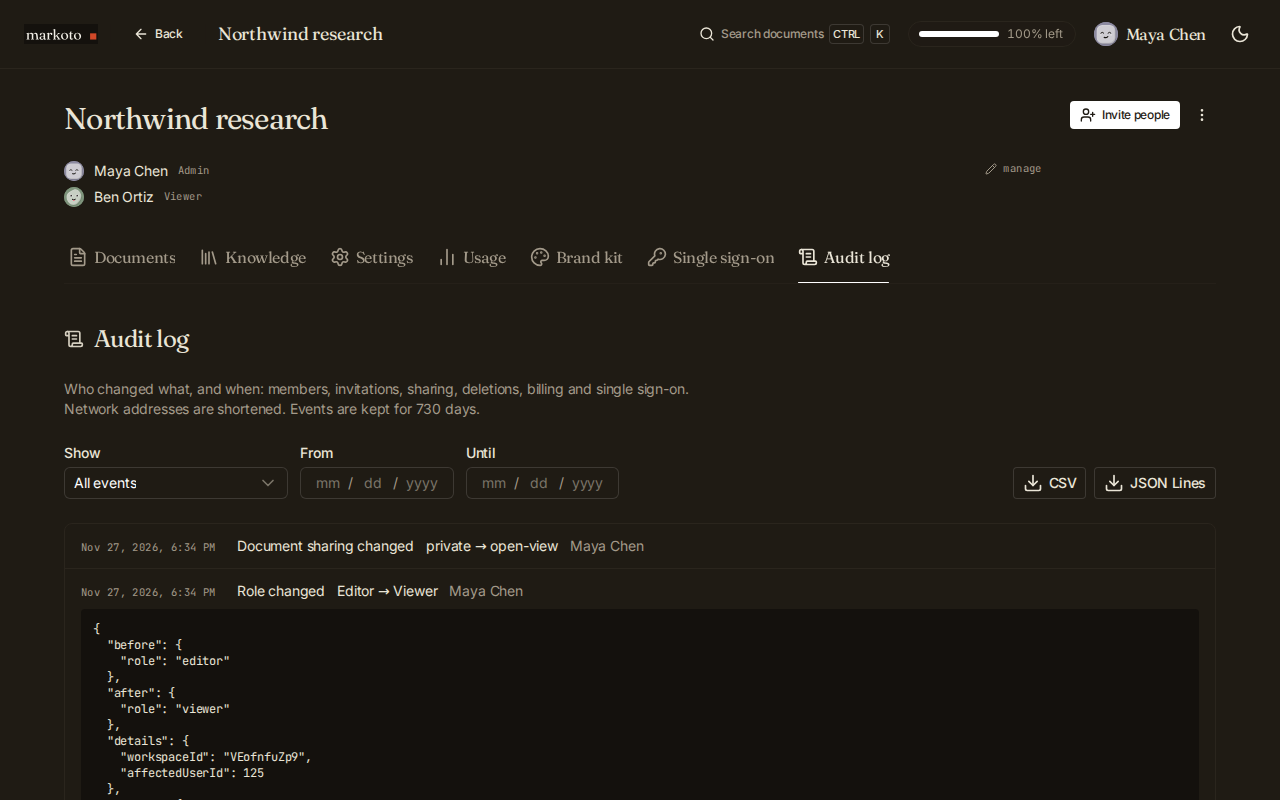 markoto
Back
Northwind research
Search documents CTRL K
100% left
Maya Chen
Northwind research
Invite people
Maya Chen Admin
manage
Ben Ortiz Viewer
Documents Knowledge Settings Usage Brand kit Single sign-on Audit log
Audit log
Who changed what, and when: members, invitations, sharing, deletions, billing and single sign-on.
Network addresses are shortened. Events are kept for 730 days.
Show From Until
All events mm / dd / yyyy mm / dd / yyyy CSV JSON Lines
Nov 27, 2026, 6:34 PM Document sharing changed private → open-view Maya Chen
Nov 27, 2026, 6:34 PM Role changed Editor → Viewer Maya Chen
{
"before": {
"role": "editor"
},
"after": {
"role": "viewer"
},
"details": {
"workspaceId": "VEofnfuZp9",
"affectedUserId": 125
},